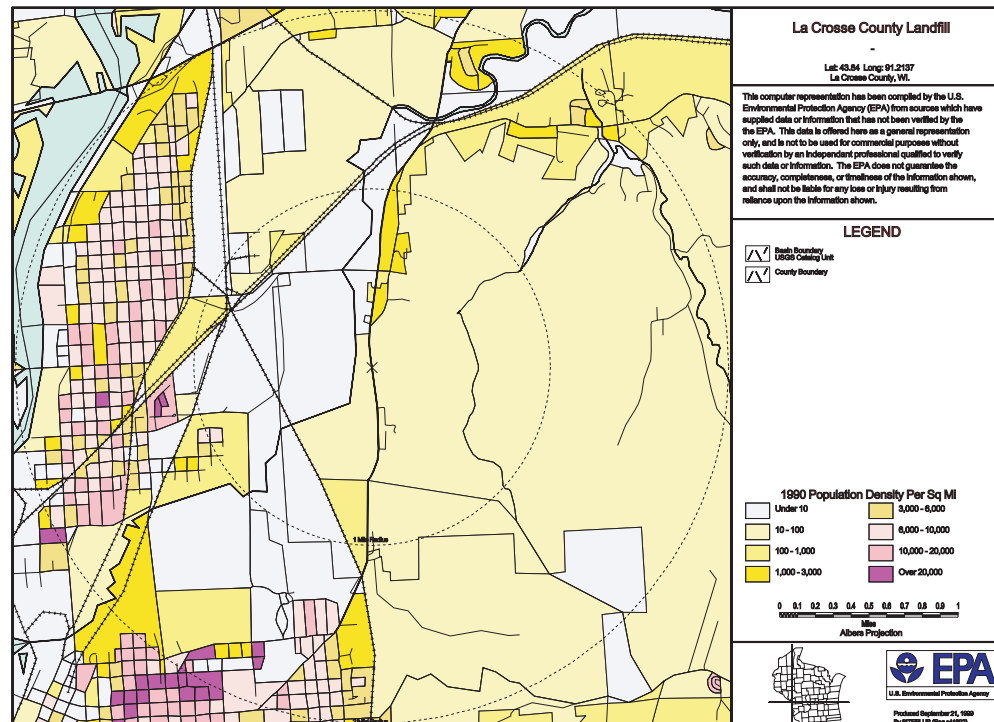 La Crosse County Landfill
-
Lat: 43.84 Long: 91.2137
La Crosse County, WI.
This computer representation has been compiled by the U.S.
Environmental Protection Agency (EPA) from sources which have
supplied data or information that has not been verified by the
the EPA. This data is offered here as a general representation
only, and is not to be used for commercial purposes without
verification by an independent professional qualified to verify
such data or information. The EPA does not guarantee the
accuracy, completeness, or timeliness of the information shown,
and shall not be liable for any loss or injury resulting from
reliance upon the information shown.
LEGEND
Basin Boundary
USGS Catalog Unit
County Boundary
1 Mile Radius
1990 Population Density Per Sq Mi
Under 10
10 - 100
100 - 1,000
1,000 - 3,000
3,000 - 6,000
6,000 - 10,000
10,000 - 20,000
Over 20,000
0 0.1 0.2 0.3 0.4 0.5 0.6 0.7 0.8 0.9 1
Miles
Albers Projection
EPA
U.S. Environmental Protection Agency
Produced September 21, 1999